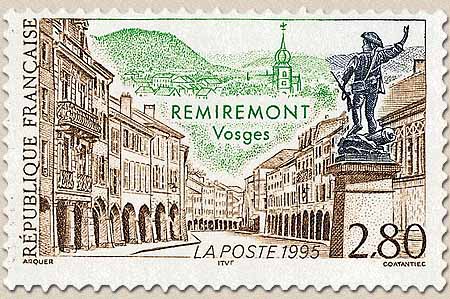 RÉPUBLIQUE FRANÇAISE
REMIREMONT
Vosges
LA POSTE 1995
2,80
ARQUER
ITVF
COATANTIEC